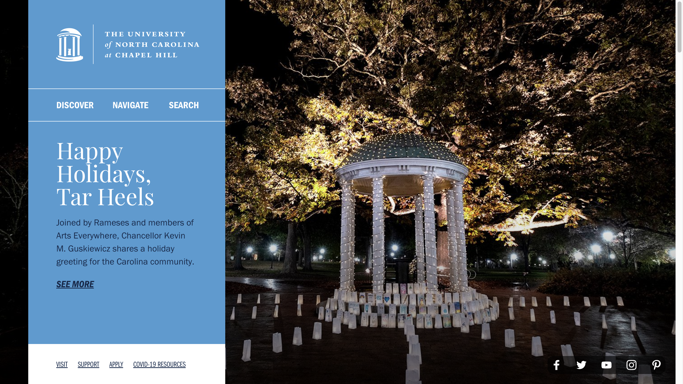 THE UNIVERSITY
of NORTH CAROLINA
at CHAPEL HILL
DISCOVER NAVIGATE SEARCH
Happy
Holidays,
Tar Heels
Joined by Rameses and members of
Arts Everywhere, Chancellor Kevin
M. Guskiewicz shares a holiday
greeting for the Carolina community.
SEE MORE
VISIT SUPPORT APPLY COVID-19 RESOURCES